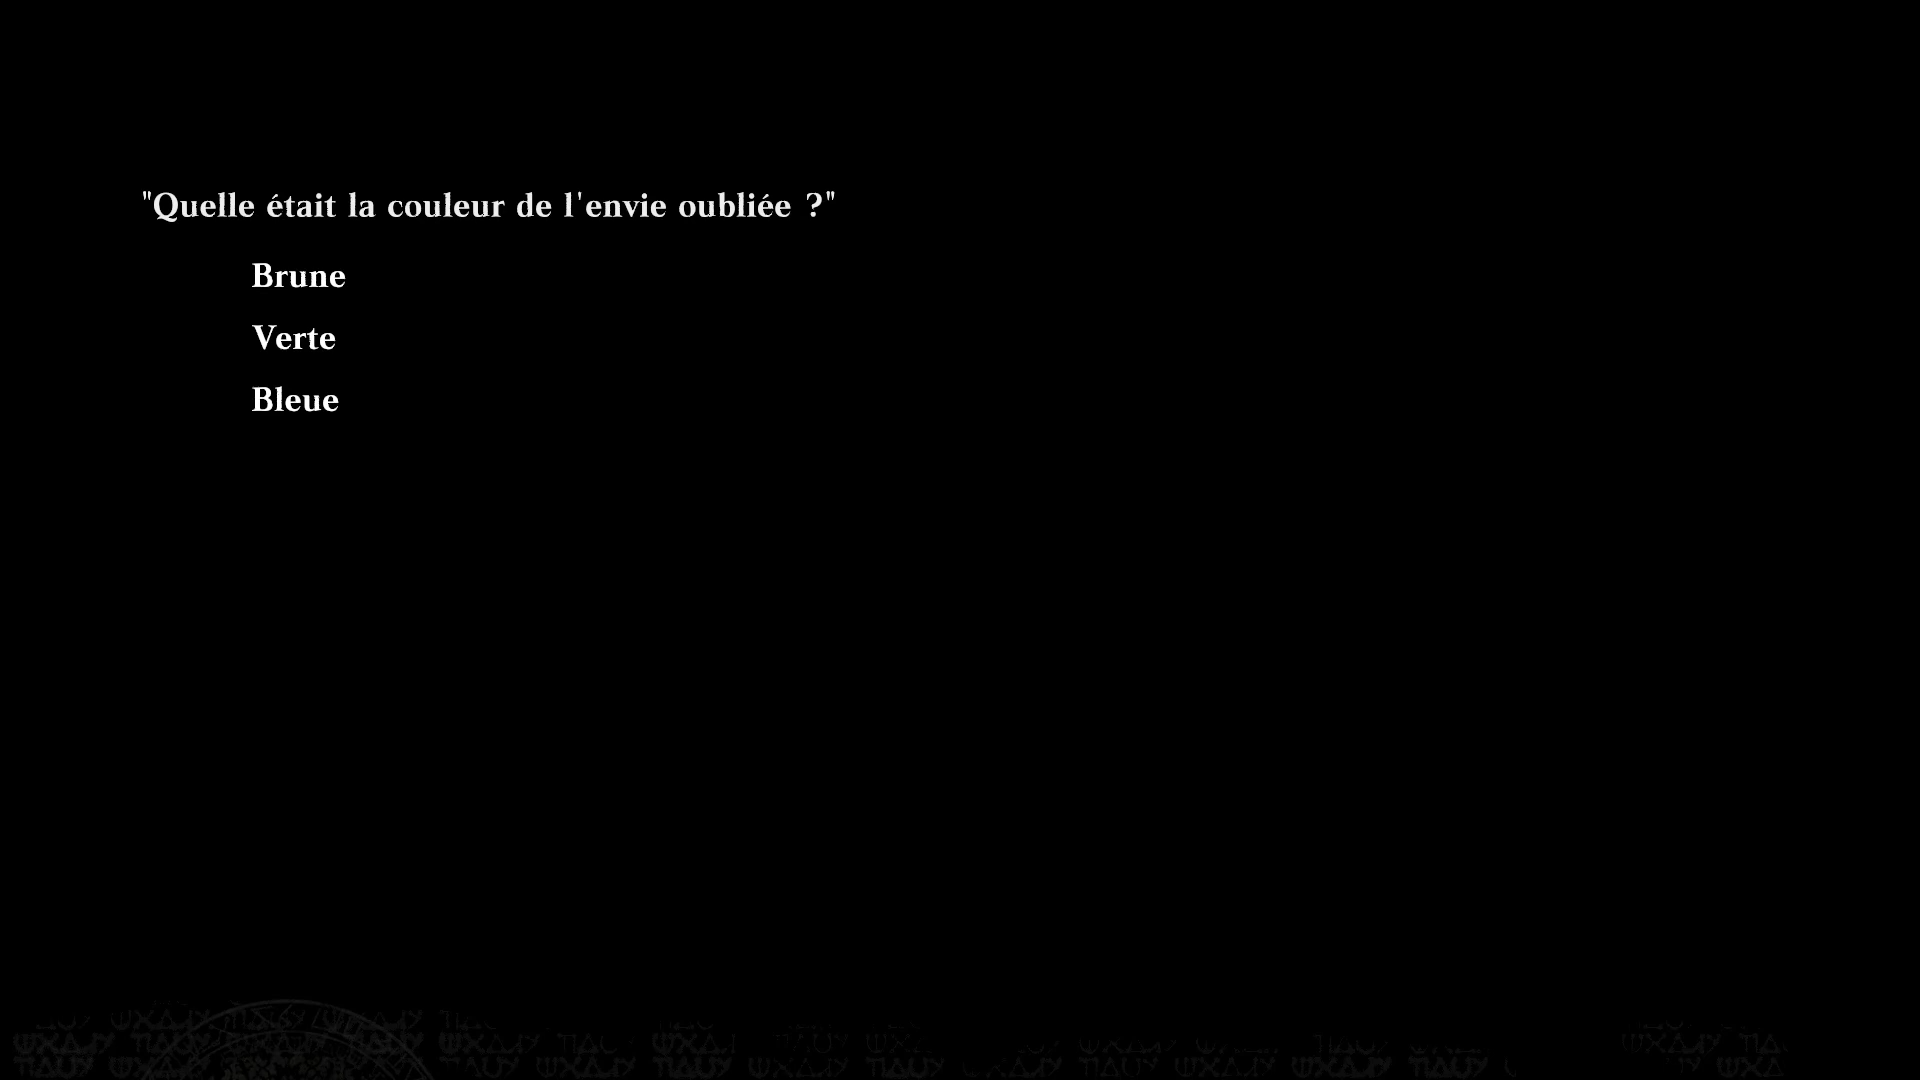 "Quelle était la couleur de l'envie oubliée ?"
Brune
Verte
Bleue